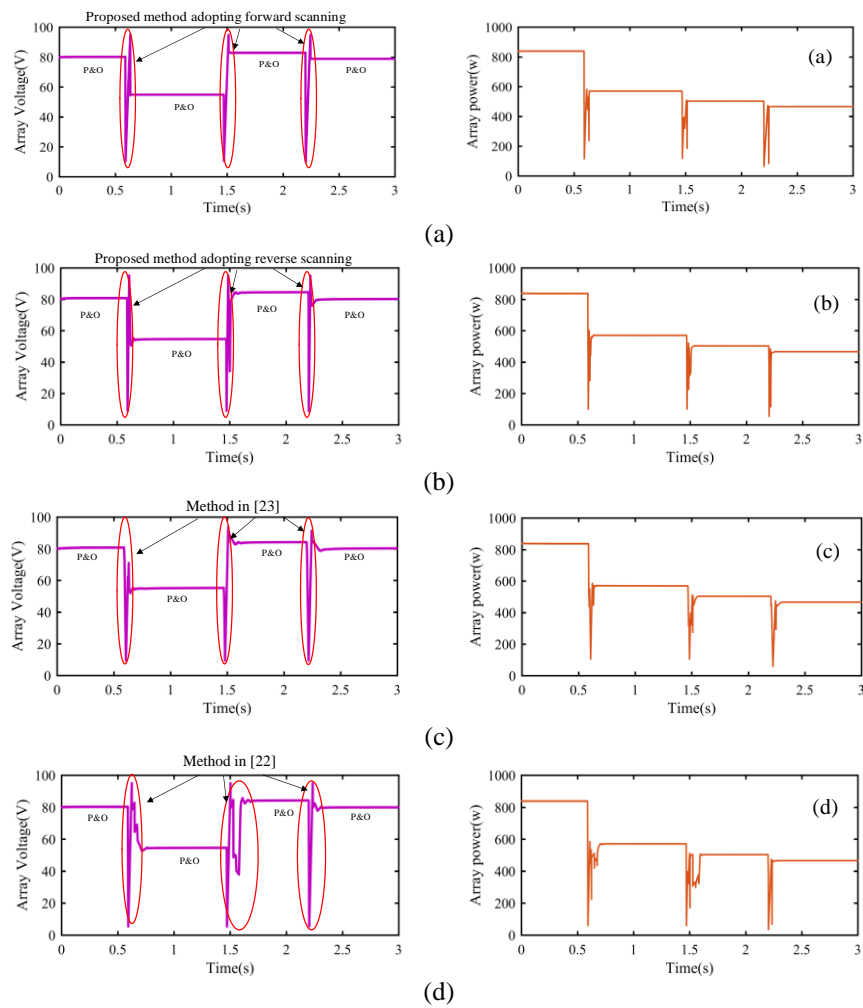 Proposed method adopting forward scanning
100
80
60
40
20
0
Array Voltage(V)
P&O
P&O
P&O
P&O
0 0.5 1 1.5 2 2.5 3
Time(s)
1000
800
600
400
200
0
Array power(w)
(a)
0 1 2 3
Time(s)
(a)
Proposed method adopting reverse scanning
100
80
60
40
20
0
Array Voltage(V)
P&O
P&O
P&O
P&O
0 0.5 1 1.5 2 2.5 3
Time(s)
1000
800
600
400
200
0
Array power(w)
(b)
0 0.5 1 1.5 2 2.5 3
Time(s)
(b)
Method in [23]
100
80
60
40
20
0
Array Voltage(V)
P&O
P&O
P&O
P&O
0 0.5 1 1.5 2 2.5 3
Time(s)
1000
800
600
400
200
0
Array power(w)
(c)
0 0.5 1 1.5 2 2.5 3
Time(s)
(c)
Method in [22]
100
80
60
40
20
0
Array Voltage(V)
P&O
P&O
P&O
P&O
0 0.5 1 1.5 2 2.5 3
Time(s)
1000
800
600
400
200
0
Array power(w)
(d)
0 0.5 1 1.5 2 2.5 3
Time(s)
(d)